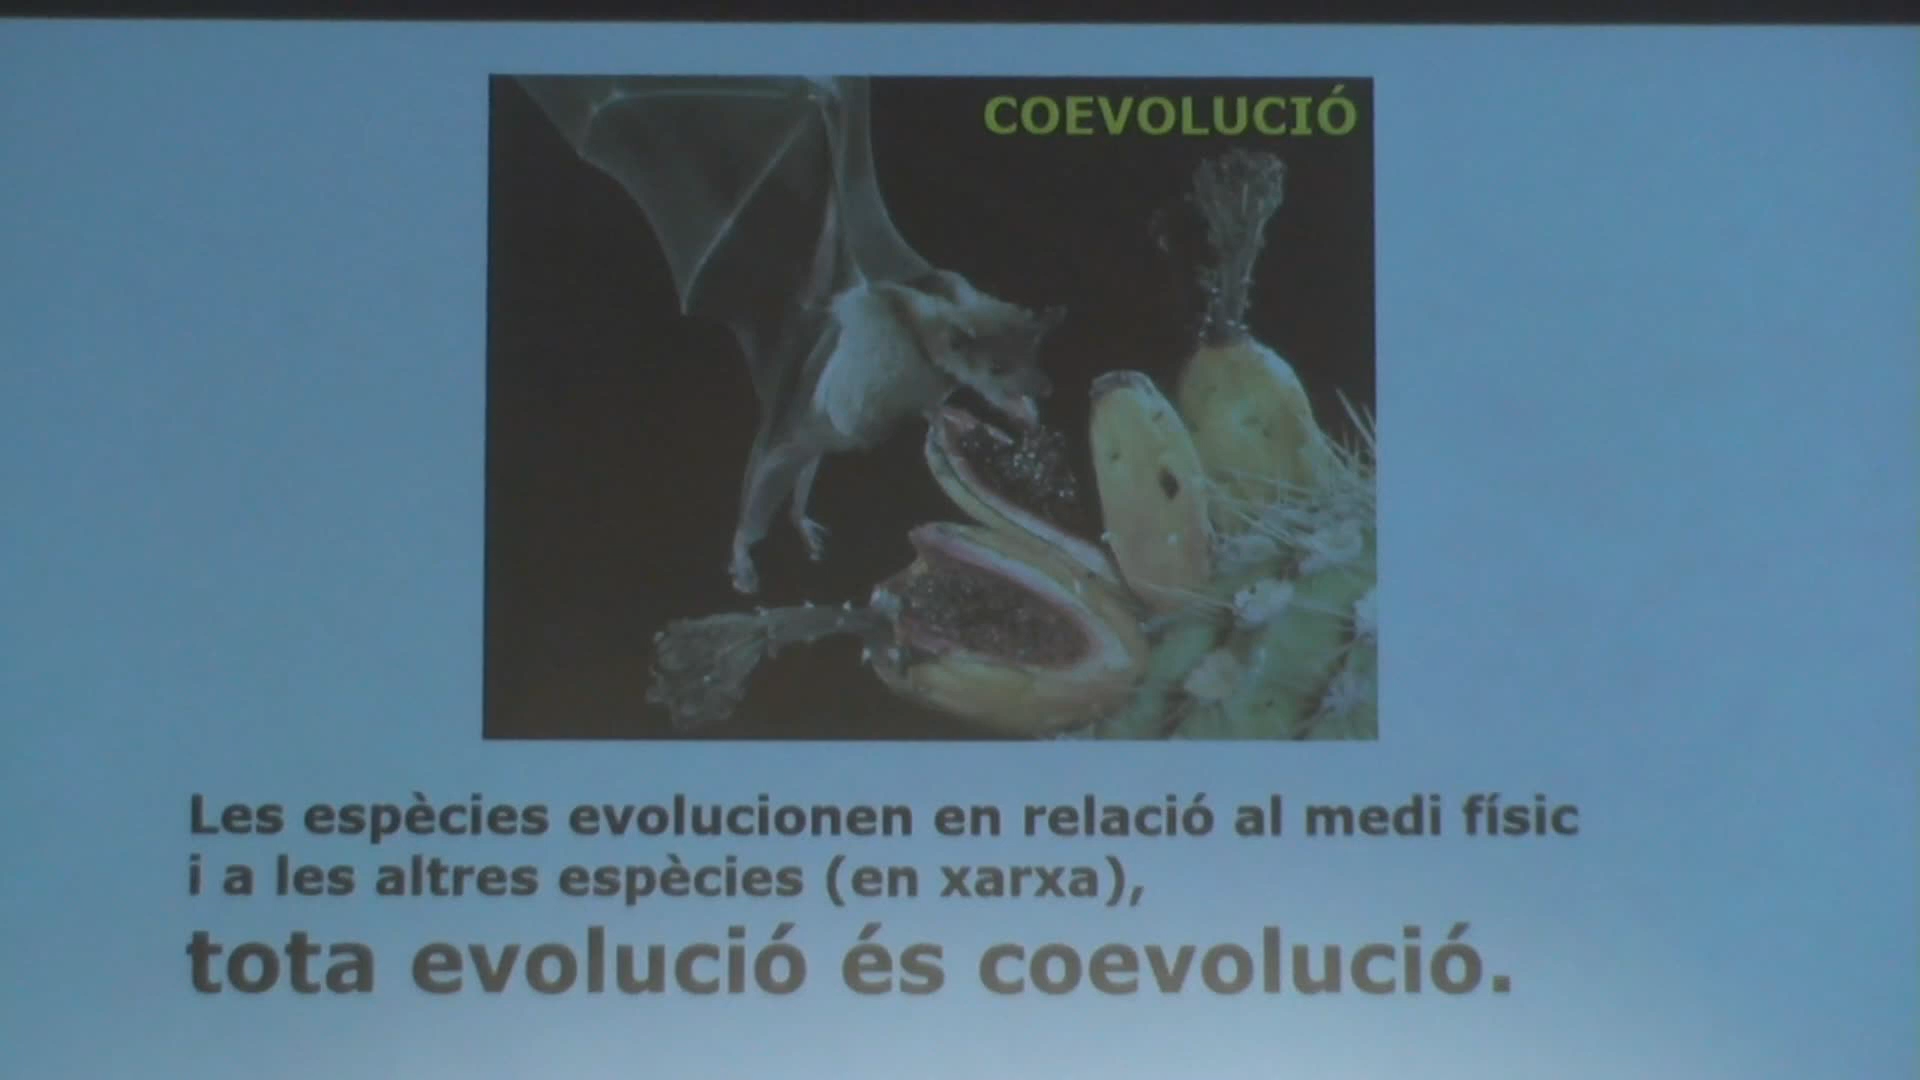 COEVOLUCIÓ
Les espècies evolucionen en relació al medi físic
i a les altres espècies (en xarxa),
tota evolució és coevolució.